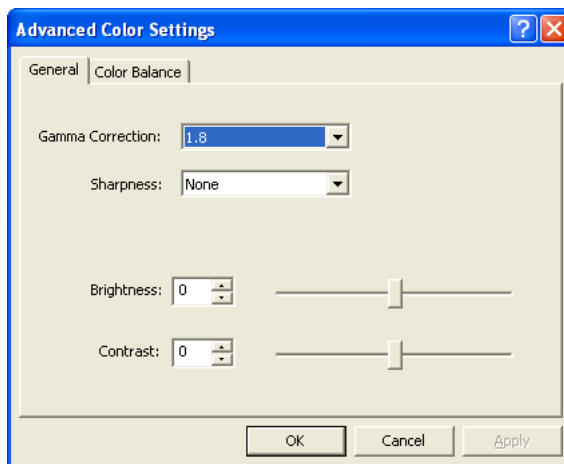 Advanced Color Settings
General Color Balance
Gamma Correction: 1.8
Sharpness: None
Brightness: 0
Contrast: 0
OK Cancel Apply